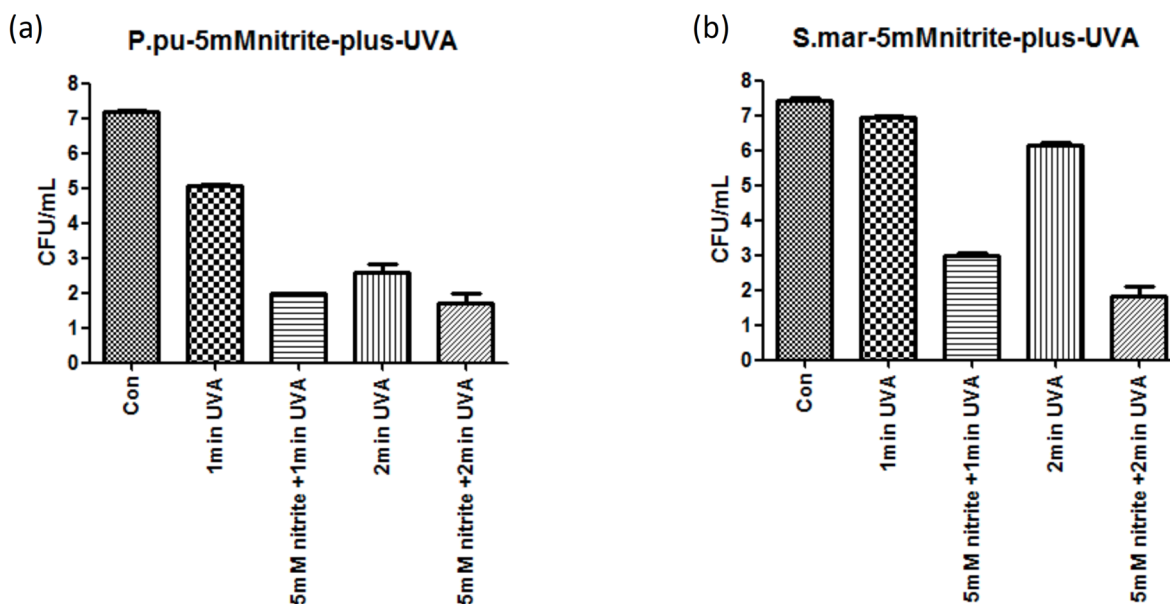 (a)
P.pu-5mMnitrite-plus-UVA
CFU/mL
8
7
6
5
4
3
2
1
0
Con
1min UVA
5mM nitrite +1min UVA
2min UVA
5mM nitrite +2min UVA
(b)
S.mar-5mMnitrite-plus-UVA
CFU/mL
8
7
6
5
4
3
2
1
0
Con
1min UVA
5mM nitrite +1min UVA
2min UVA
5mM nitrite +2min UVA